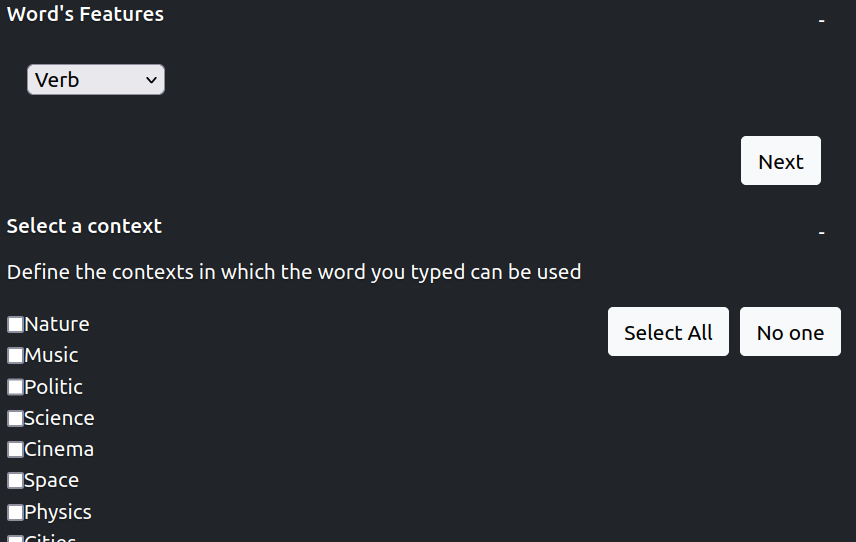 Word's Features
-
Verb
Next
Select a context
-
Define the contexts in which the word you typed can be used
Nature
Select All No one
Music
Politic
Science
Cinema
Space
Physics
Cities